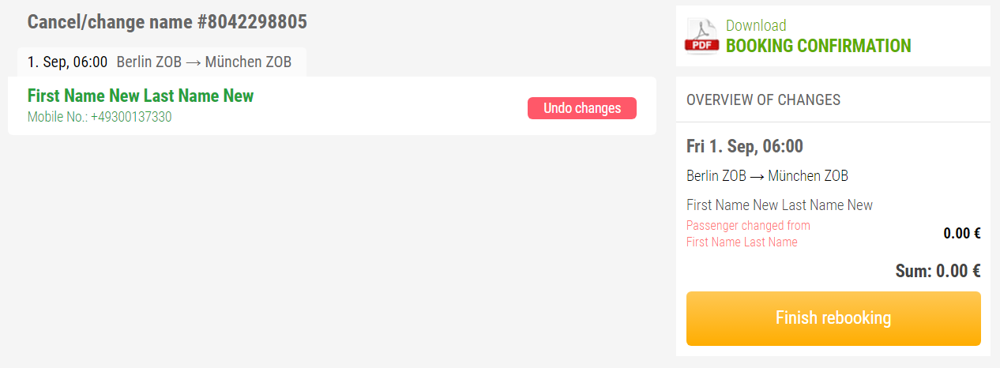 Cancel/change name #8042298805
1. Sep, 06:00 Berlin ZOB → München ZOB
First Name New Last Name New
Mobile No.: +49300137330
Undo changes
PDF
Download
BOOKING CONFIRMATION
OVERVIEW OF CHANGES
Fri 1. Sep, 06:00
Berlin ZOB → München ZOB
First Name New Last Name New
Passenger changed from
First Name Last Name
0.00 €
Sum: 0.00 €
Finish rebooking